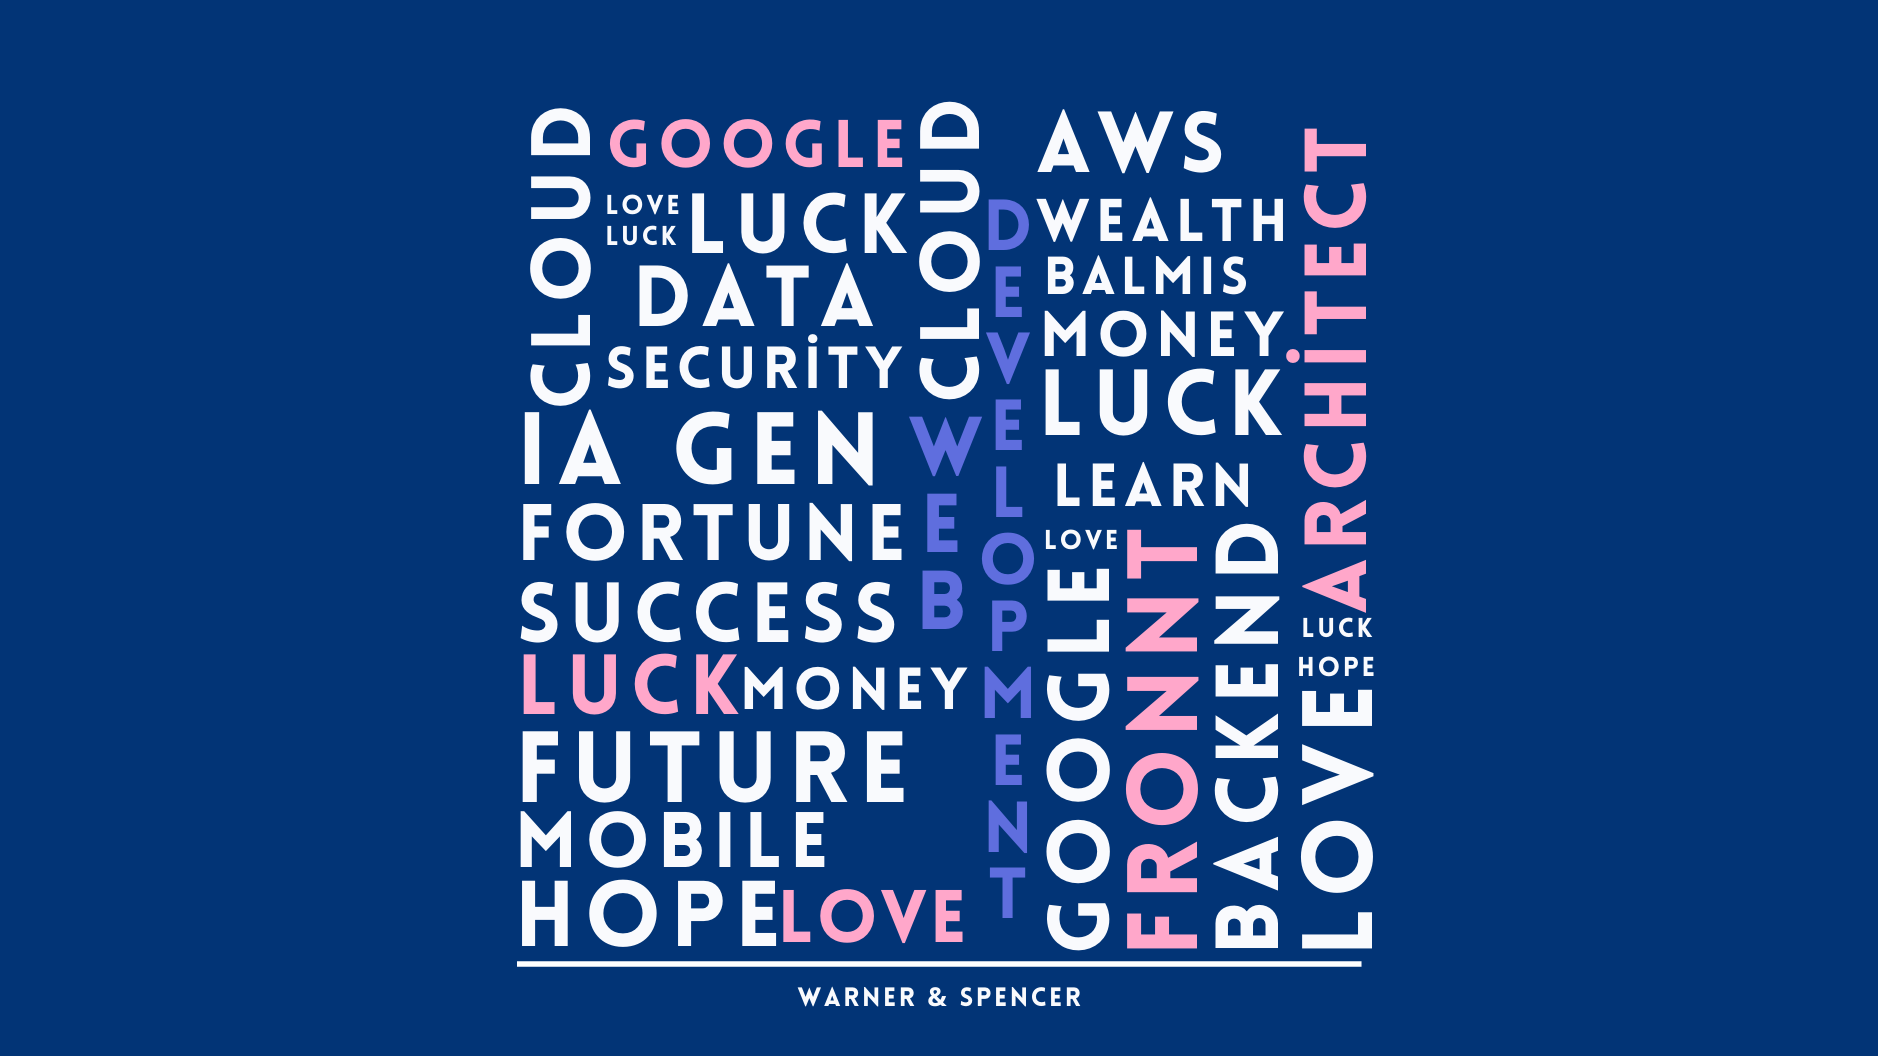 CLOUD
GOOGLE
LOVE
LUCK
LUCK
DATA
SECURİTY
IA GEN
FORTUNE
SUCCESS
LUCK
MONEY
FUTURE
MOBILE
HOPE
LOVE
CLOUD
WEB
DEVELOPMENT
AWS
WEALTH
BALMIS
MONEY
LUCK
LEARN
LOVE
GOOGLE
FRONNT
BACKEND
ARCHİTECT
LUCK
HOPE
LOVE
WARNER & SPENCER